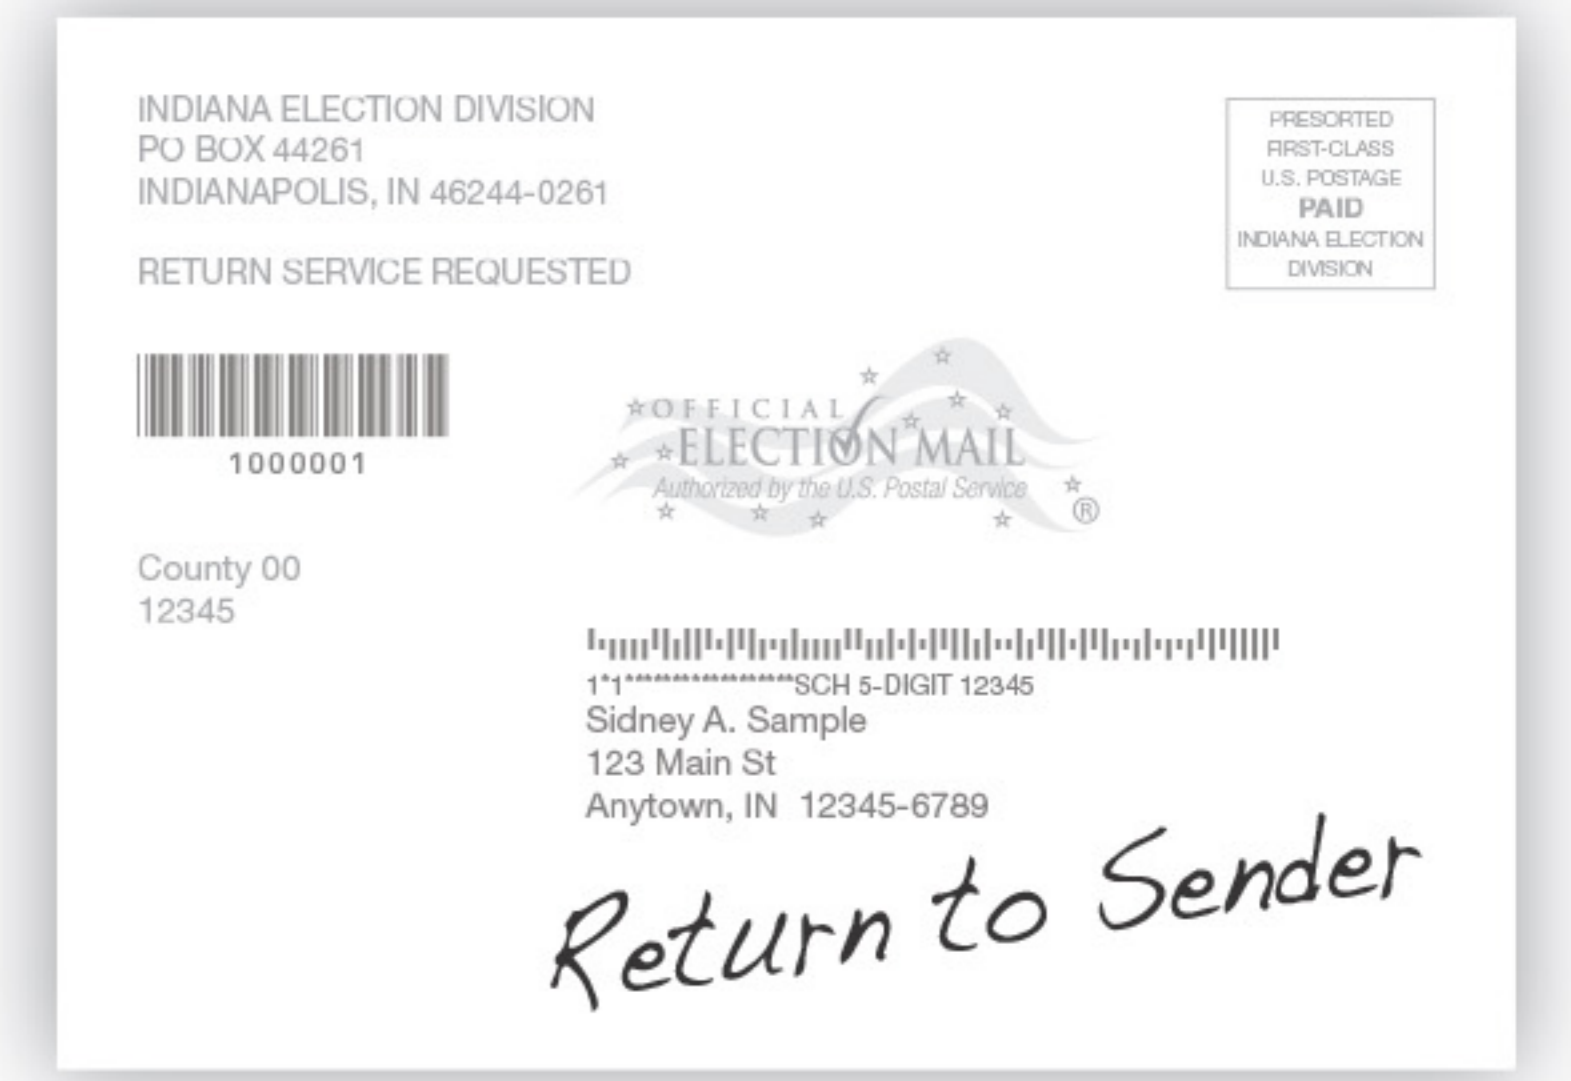 INDIANA ELECTION DIVISION
PO BOX 44261
INDIANAPOLIS, IN 46244-0261
RETURN SERVICE REQUESTED
PRESORTED
FIRST-CLASS
U.S. POSTAGE
PAID
INDIANA ELECTION
DIVISION
1000001
OFFICIAL
ELECTION MAIL
Authorized by the U.S. Postal Service
®
County 00
12345
1*1********************SCH 5-DIGIT 12345
Sidney A. Sample
123 Main St
Anytown, IN 12345-6789
Return to Sender